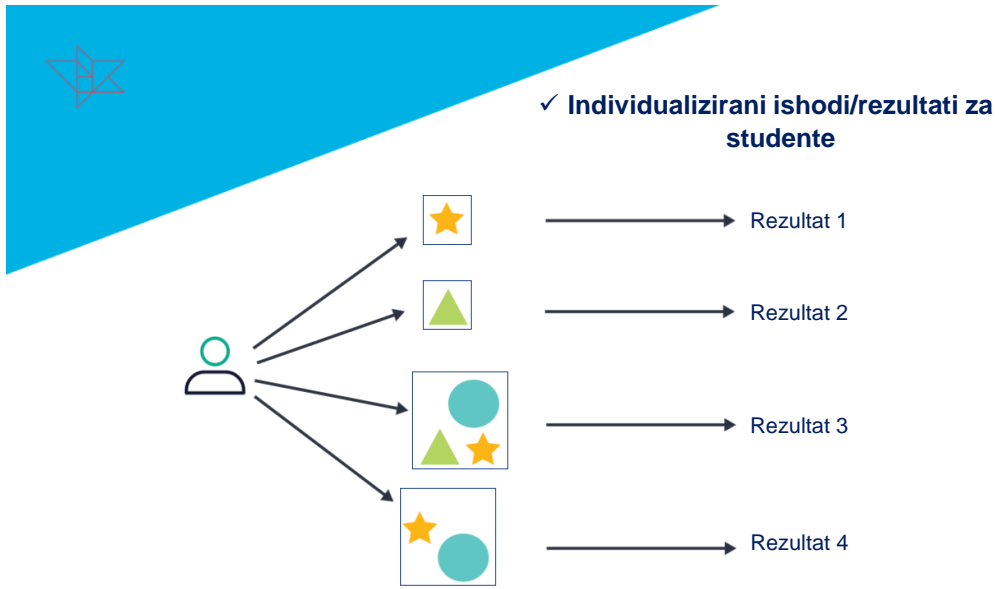 ✓ Individualizirani ishodi/rezultati za
studente
Rezultat 1
Rezultat 2
Rezultat 3
Rezultat 4